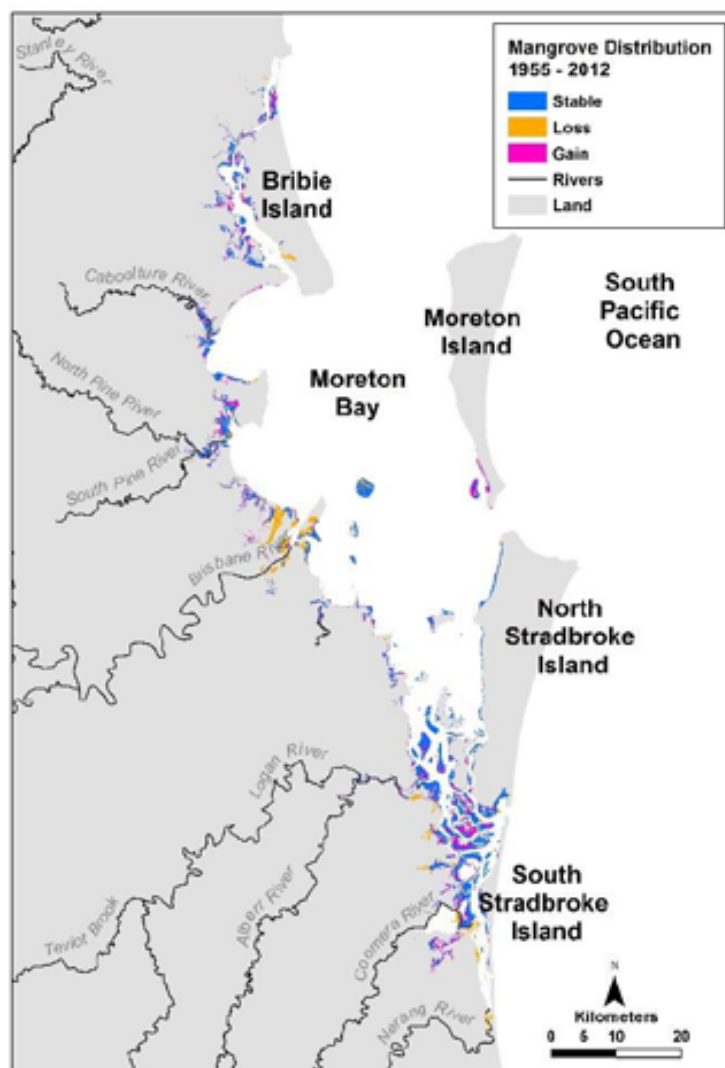 Mangrove Distribution
1955 - 2012
Stable
Loss
Gain
Rivers
Land
Stanley River
Bribie
Island
Caboolture River
South
Pacific
Ocean
Moreton
Island
North Pine River
Moreton
Bay
South Pine River
Brisbane River
North
Stradbroke
Island
Logan River
Albert River
South
Stradbroke
Island
Teviot Brook
Coomera River
Nerang River
N
Kilometers
0 5 10 20